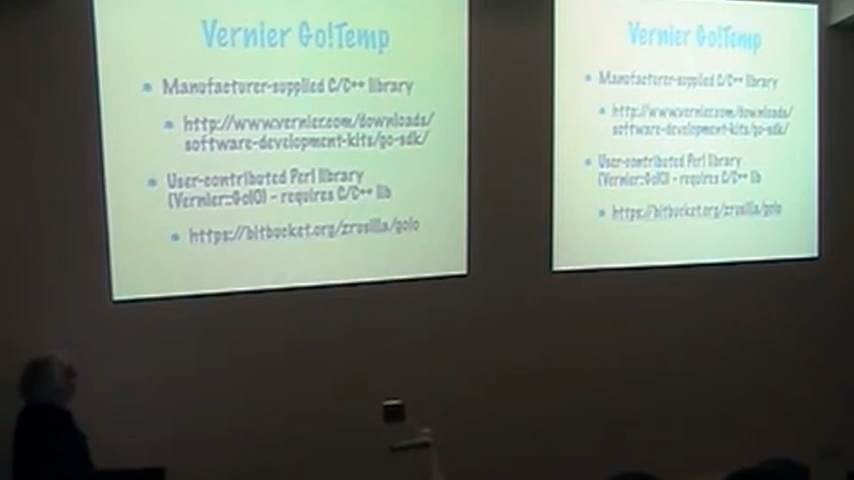 Vernier Go!Temp
Manufacturer-supplied C/C++ library
http://www.vernier.com/downloads/
software-development-kits/go-sdk/
User-contributed Perl library
(Vernier::GoIO) - requires C/C++ lib
https://bitbucket.org/zrusilla/goio
Vernier Go!Temp
Manufacturer-supplied C/C++ library
http://www.vernier.com/downloads/
software-development-kits/go-sdk/
User-contributed Perl library
(Vernier::GoIO) - requires C/C++ lib
https://bitbucket.org/zrusilla/goio